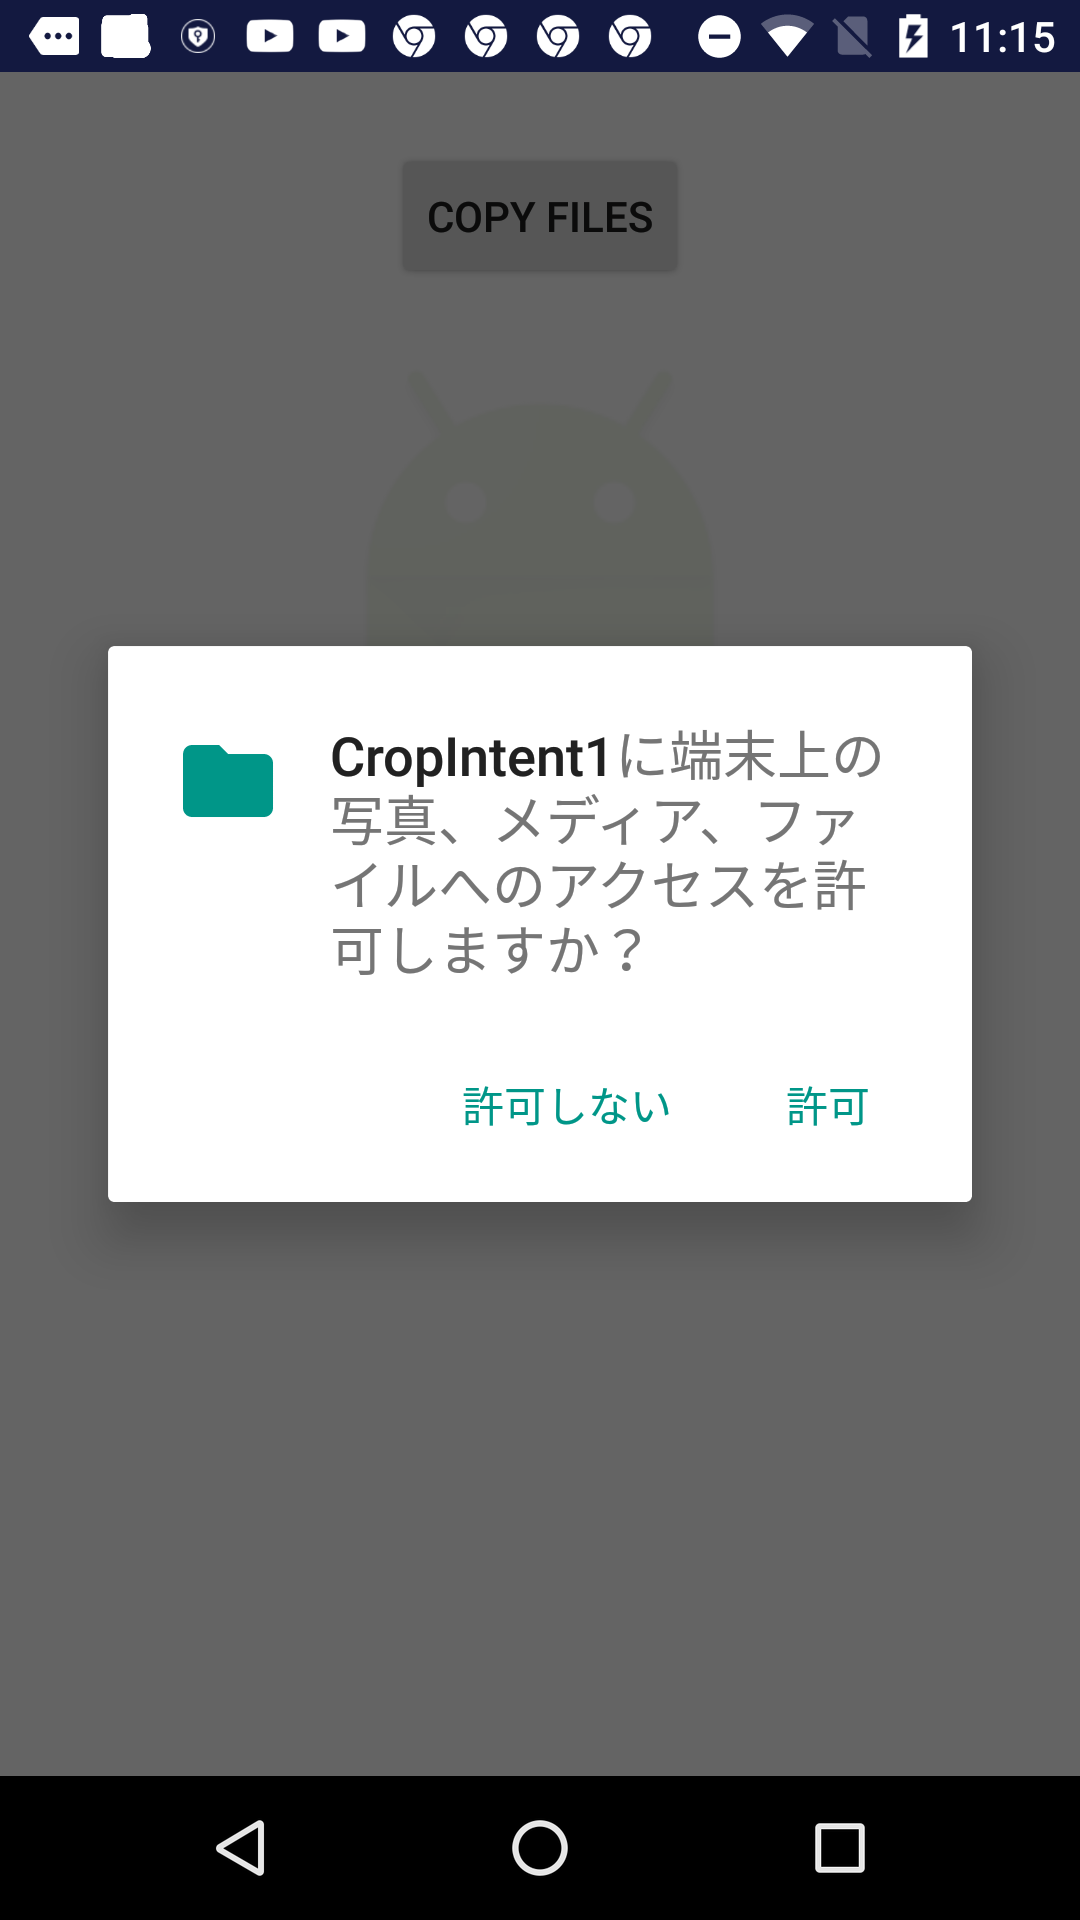 11:15
COPY FILES
CropIntent1に端末上の
写真、メディア、ファ
イルへのアクセスを許
可しますか？
許可しない 許可